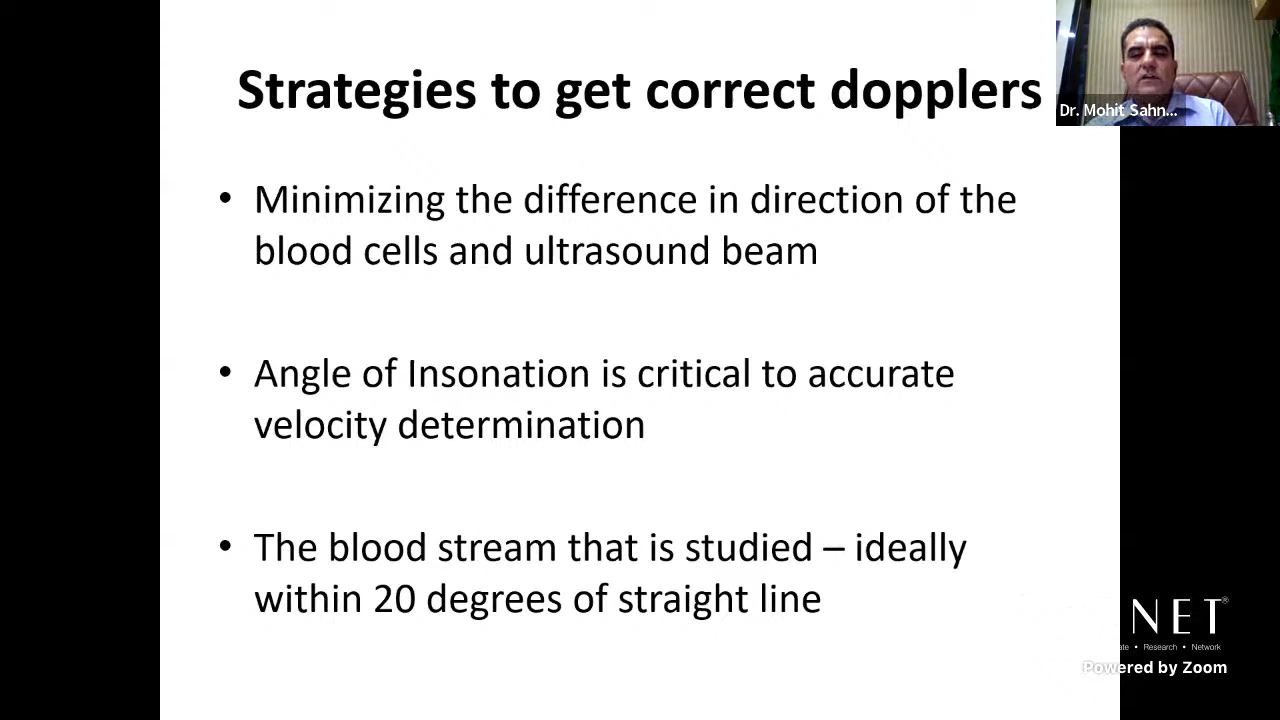 Strategies to get correct dopplers
Dr. Mohit Sahn...
• Minimizing the difference in direction of the
blood cells and ultrasound beam
• Angle of Insonation is critical to accurate
velocity determination
• The blood stream that is studied – ideally
within 20 degrees of straight line
NET®
• Research • Network
Powered by Zoom